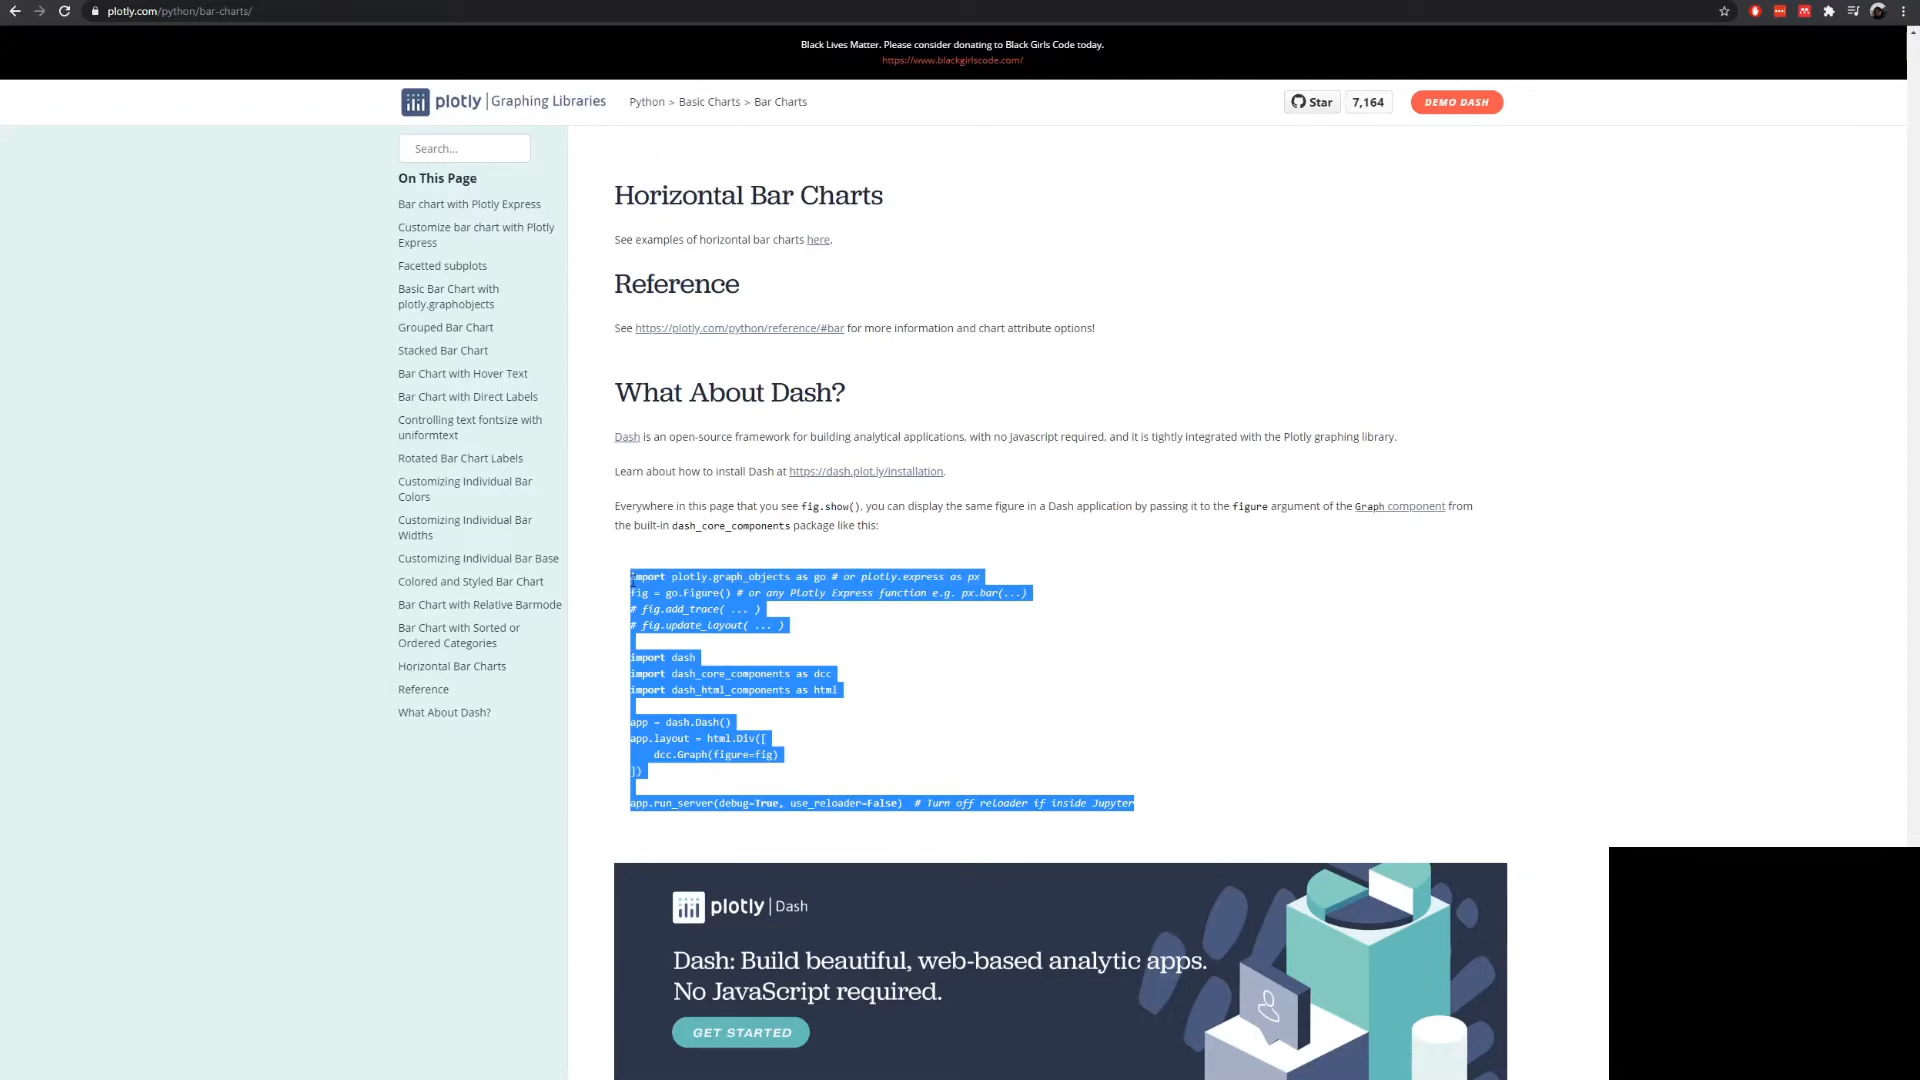 plotly.com/python/bar-charts/
Black Lives Matter. Please consider donating to Black Girls Code today.
https://www.blackgirlscode.com/
plotly | Graphing Libraries
Python > Basic Charts > Bar Charts
Star
7,164
DEMO DASH
Search...
On This Page
Bar chart with Plotly Express
Customize bar chart with Plotly
Express
Facetted subplots
Basic Bar Chart with
plotly.graphobjects
Grouped Bar Chart
Stacked Bar Chart
Bar Chart with Hover Text
Bar Chart with Direct Labels
Controlling text fontsize with
uniformtext
Rotated Bar Chart Labels
Customizing Individual Bar
Colors
Customizing Individual Bar
Widths
Customizing Individual Bar Base
Colored and Styled Bar Chart
Bar Chart with Relative Barmode
Bar Chart with Sorted or
Ordered Categories
Horizontal Bar Charts
Reference
What About Dash?
Horizontal Bar Charts
See examples of horizontal bar charts here.
Reference
See https://plotly.com/python/reference/#bar for more information and chart attribute options!
What About Dash?
Dash is an open-source framework for building analytical applications, with no Javascript required, and it is tightly integrated with the Plotly graphing library.
Learn about how to install Dash at https://dash.plot.ly/installation.
Everywhere in this page that you see fig.show(), you can display the same figure in a Dash application by passing it to the figure argument of the Graph component from
the built-in dash_core_components package like this:
import plotly.graph_objects as go # or plotly.express as px
fig = go.Figure() # or any Plotly Express function e.g. px.bar(...)
# fig.add_trace( ... )
# fig.update_layout( ... )
import dash
import dash_core_components as dcc
import dash_html_components as html
app = dash.Dash()
app.layout = html.Div([
    dcc.Graph(figure=fig)
])
app.run_server(debug=True, use_reloader=False)  # Turn off reloader if inside Jupyter
plotly | Dash
Dash: Build beautiful, web-based analytic apps.
No JavaScript required.
GET STARTED